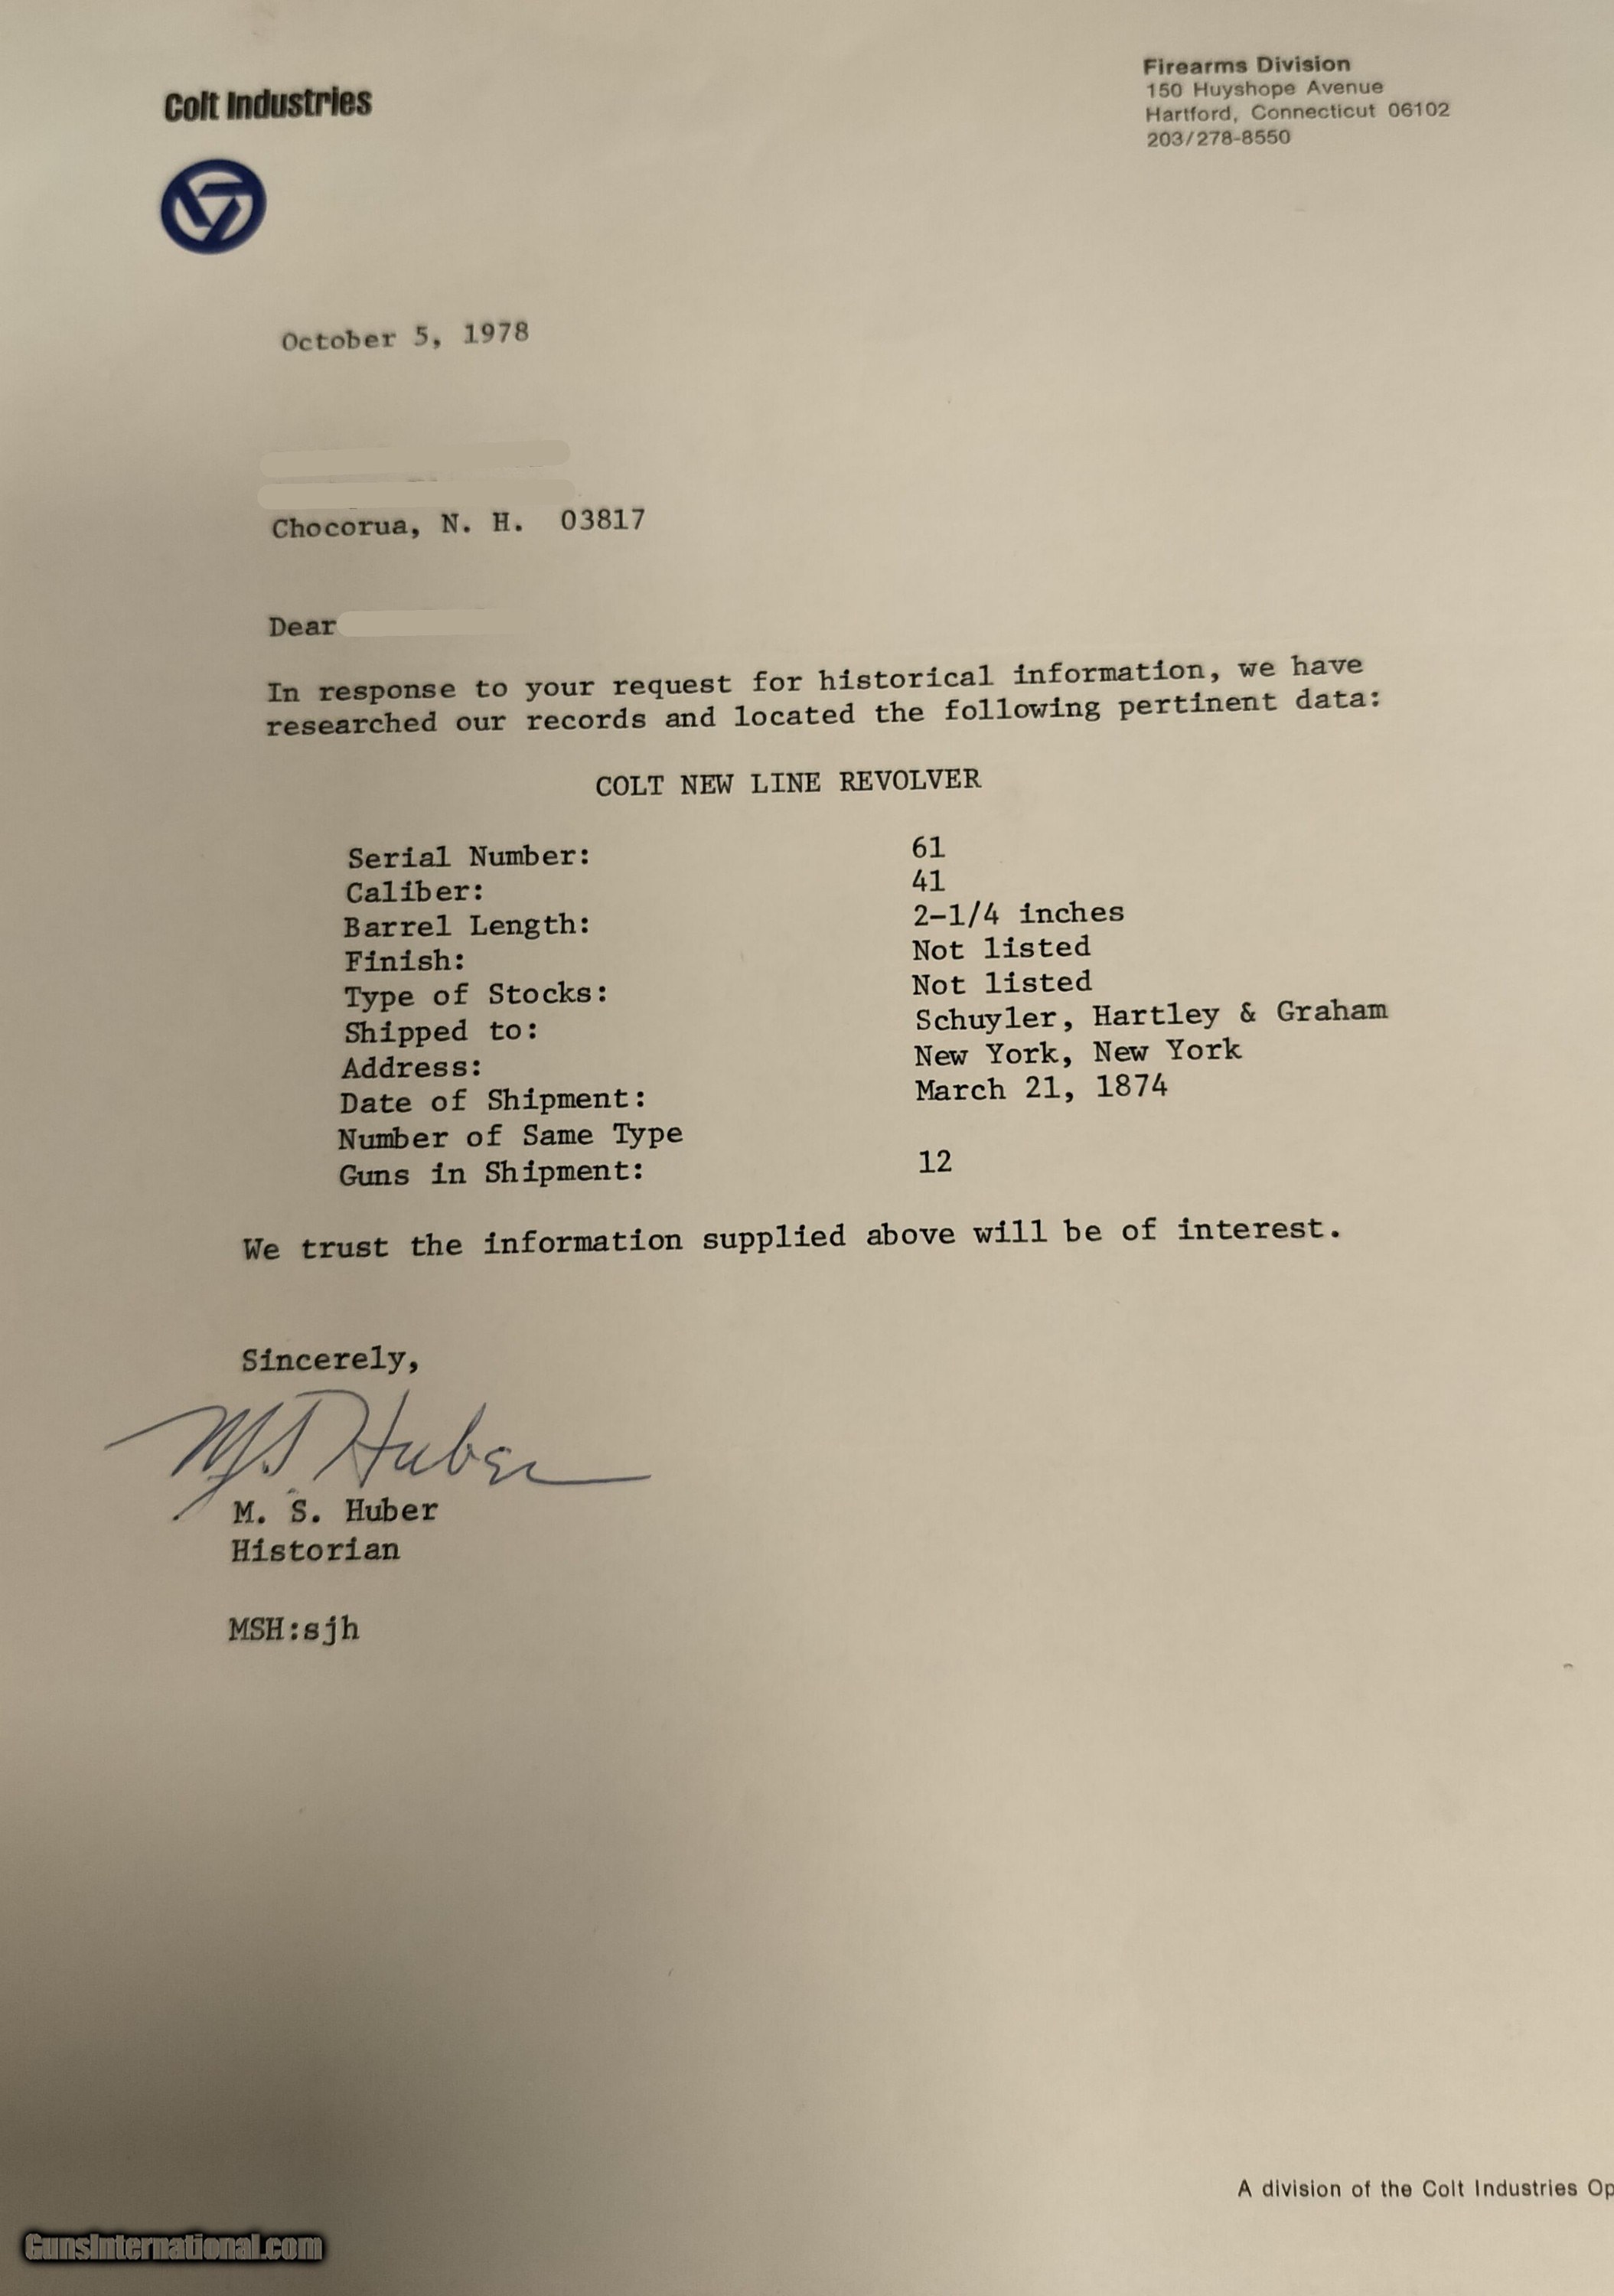 Colt Industries
Firearms Division
150 Huyshope Avenue
Hartford, Connecticut 06102
203/278-8550
October 5, 1978
Chocorua, N. H. 03817
Dear
In response to your request for historical information, we have
researched our records and located the following pertinent data:
COLT NEW LINE REVOLVER
Serial Number: 61
Caliber: 41
Barrel Length: 2-1/4 inches
Finish: Not listed
Type of Stocks: Not listed
Shipped to: Schuyler, Hartley & Graham
Address: New York, New York
Date of Shipment: March 21, 1874
Number of Same Type
Guns in Shipment: 12
We trust the information supplied above will be of interest.
Sincerely,
MS Huber
M. S. Huber
Historian
MSH:sjh
A division of the Colt Industries Op
GunsInternational.com